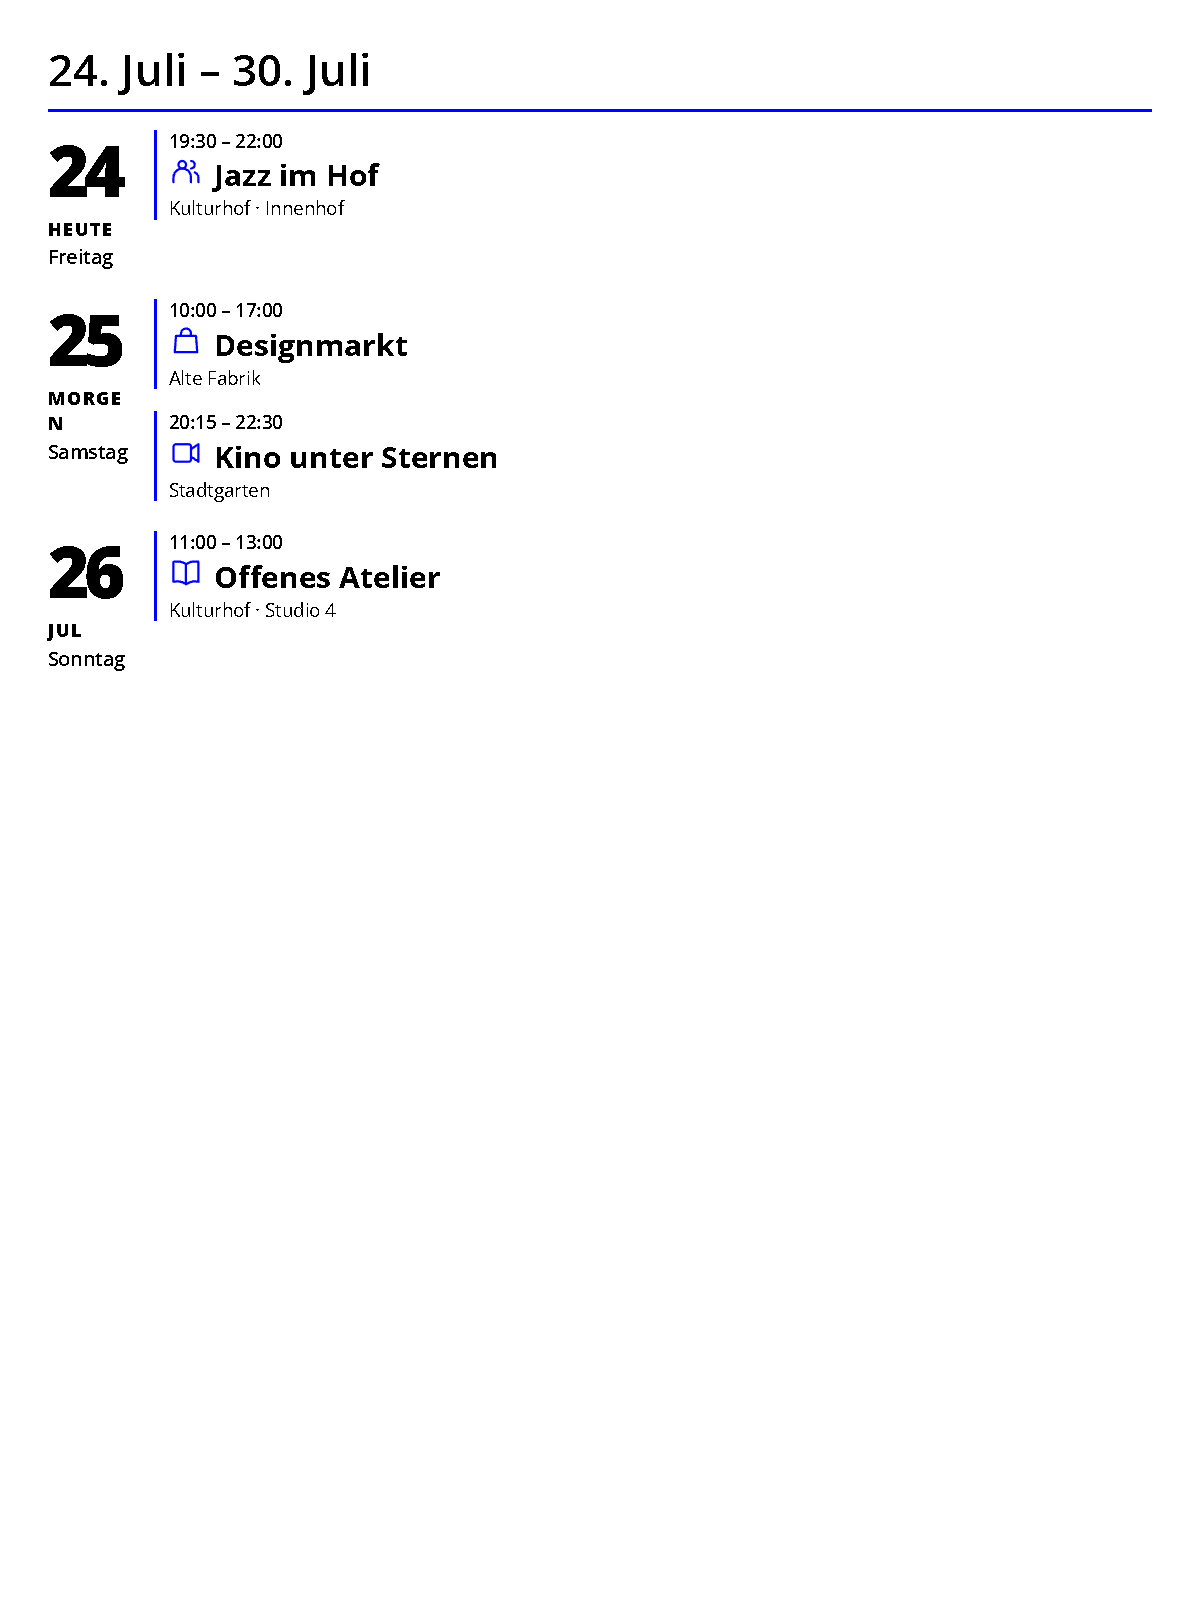 24. Juli – 30. Juli
24
HEUTE
Freitag
19:30 – 22:00
Jazz im Hof
Kulturhof · Innenhof
25
MORGE
N
Samstag
10:00 – 17:00
Designmarkt
Alte Fabrik
20:15 – 22:30
Kino unter Sternen
Stadtgarten
26
JUL
Sonntag
11:00 – 13:00
Offenes Atelier
Kulturhof · Studio 4